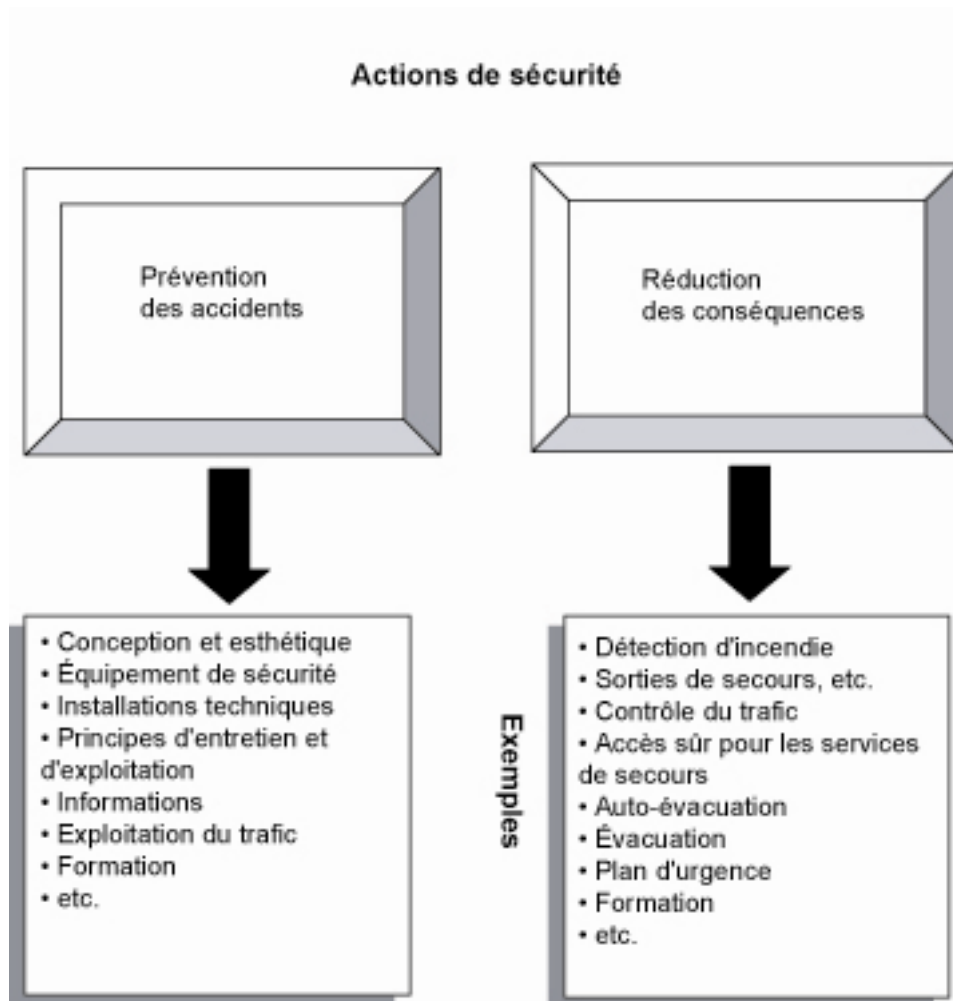 Actions de sécurité
Prévention
des accidents
Réduction
des conséquences
• Conception et esthétique
• Équipement de sécurité
• Installations techniques
• Principes d'entretien et
d'exploitation
• Informations
• Exploitation du trafic
• Formation
• etc.
Exemples
• Détection d'incendie
• Sorties de secours, etc.
• Contrôle du trafic
• Accès sûr pour les services
de secours
• Auto-évacuation
• Évacuation
• Plan d'urgence
• Formation
• etc.